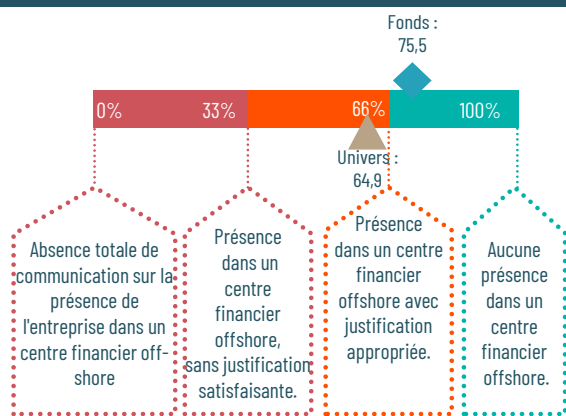 Fonds :
75,5
0%
33%
66%
100%
Univers :
64,9
Absence totale de
communication sur la
présence de
l'entreprise dans un
centre financier off-
shore
Présence
dans un
centre
financier
offshore,
sans justification
satisfaisante.
Présence
dans un centre
financier
offshore avec
justification
appropriée.
Aucune
présence
dans un
centre
financier
offshore.